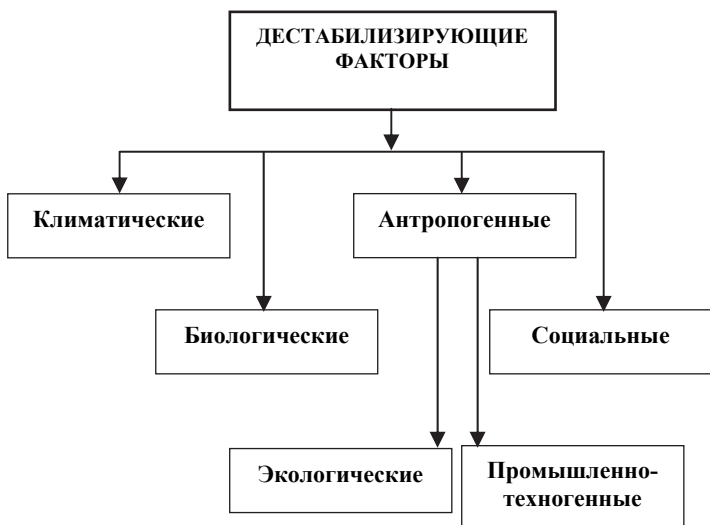 ДЕСТАБИЛИЗИРУЮЩИЕ
ФАКТОРЫ
Климатические
Антропогенные
Биологические
Социальные
Экологические
Промышленно-
техногенные